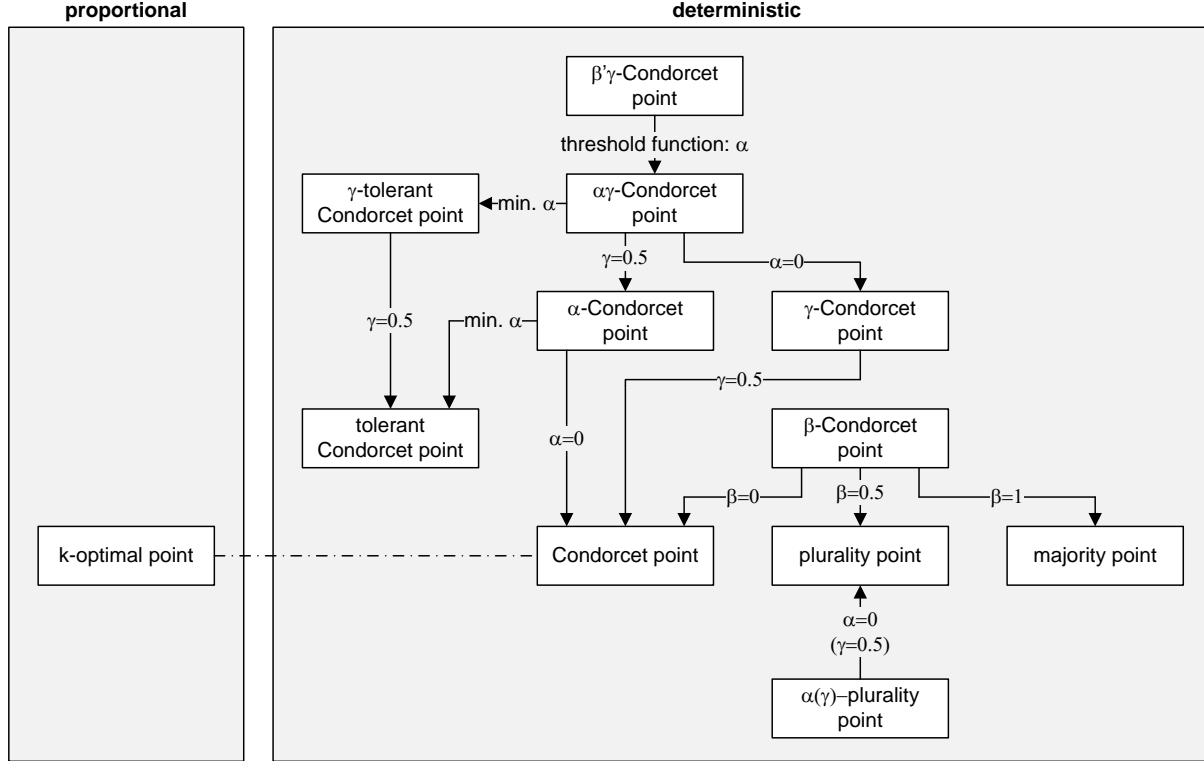 proportional
deterministic
β'γ-Condorcet
point
threshold function: α
γ-tolerant
Condorcet point
min. α
αγ-Condorcet
point
γ=0.5
α=0
γ=0.5
min. α
α-Condorcet
point
γ-Condorcet
point
γ=0.5
tolerant
Condorcet point
α=0
β-Condorcet
point
β=0
β=0.5
β=1
k-optimal point
Condorcet point
plurality point
majority point
α=0
(γ=0.5)
α(γ)−plurality
point